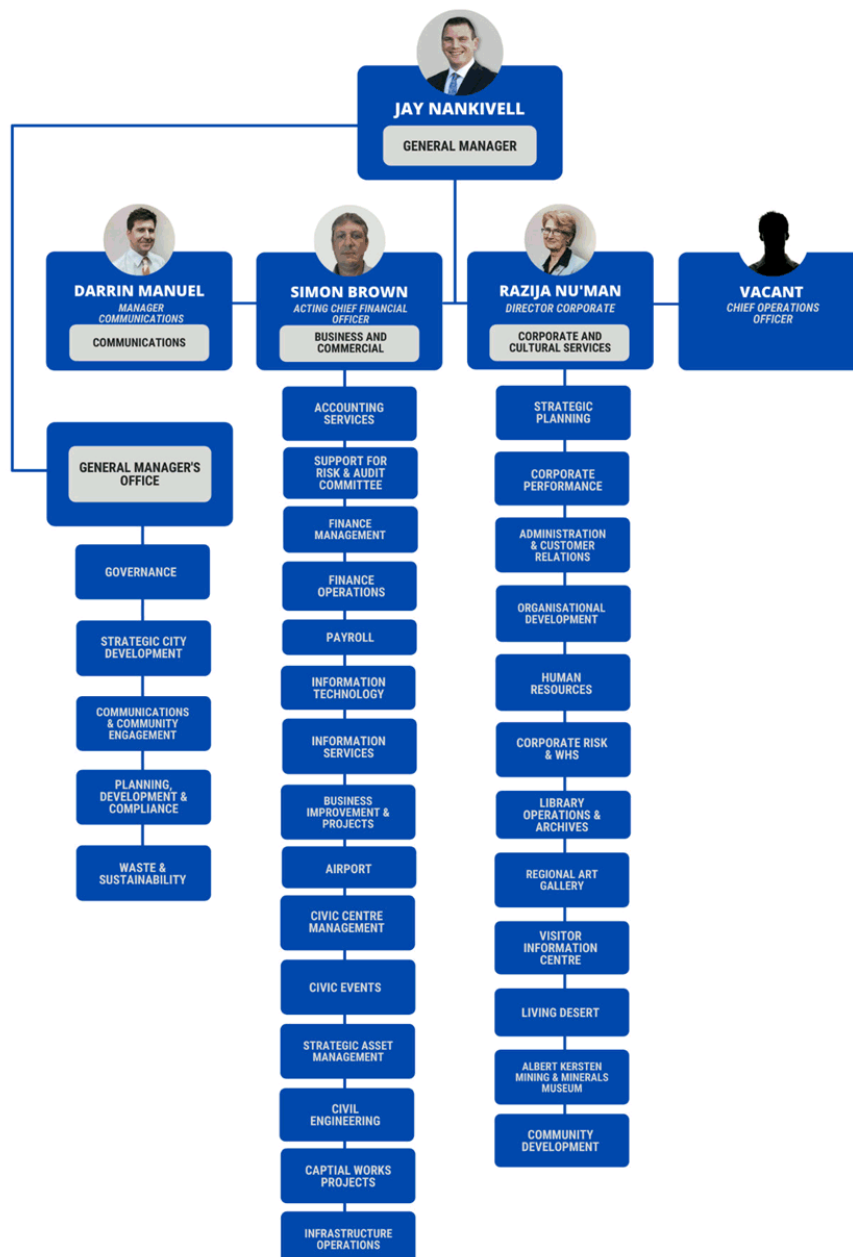 JAY NANKIVELL
GENERAL MANAGER
DARRIN MANUEL
MANAGER
COMMUNICATIONS
COMMUNICATIONS
SIMON BROWN
ACTING CHIEF FINANCIAL
OFFICER
BUSINESS AND
COMMERCIAL
RAZIJA NU'MAN
DIRECTOR CORPORATE
CORPORATE AND
CULTURAL SERVICES
VACANT
CHIEF OPERATIONS
OFFICER
GENERAL MANAGER'S
OFFICE
GOVERNANCE
STRATEGIC CITY
DEVELOPMENT
COMMUNICATIONS
& COMMUNITY
ENGAGEMENT
PLANNING,
DEVELOPMENT &
COMPLIANCE
WASTE &
SUSTAINABILITY
ACCOUNTING
SERVICES
SUPPORT FOR
RISK & AUDIT
COMMITTEE
FINANCE
MANAGEMENT
FINANCE
OPERATIONS
PAYROLL
INFORMATION
TECHNOLOGY
INFORMATION
SERVICES
BUSINESS
IMPROVEMENT &
PROJECTS
AIRPORT
CIVIC CENTRE
MANAGEMENT
CIVIC EVENTS
STRATEGIC ASSET
MANAGEMENT
CIVIL
ENGINEERING
CAPTIAL WORKS
PROJECTS
INFRASTRUCTURE
OPERATIONS
STRATEGIC
PLANNING
CORPORATE
PERFORMANCE
ADMINISTRATION
& CUSTOMER
RELATIONS
ORGANISATIONAL
DEVELOPMENT
HUMAN
RESOURCES
CORPORATE RISK
& WHS
LIBRARY
OPERATIONS &
ARCHIVES
REGIONAL ART
GALLERY
VISITOR
INFORMATION
CENTRE
LIVING DESERT
ALBERT KERSTEN
MINING & MINERALS
MUSEUM
COMMUNITY
DEVELOPMENT